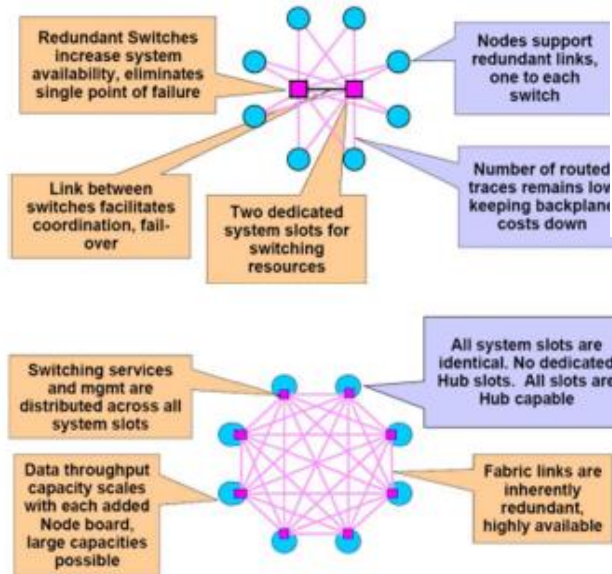 Redundant Switches
increase system
availability, eliminates
single point of failure
Nodes support
redundant links,
one to each
switch
Link between
switches facilitates
coordination, fail-
over
Two dedicated
system slots for
switching
resources
Number of routed
traces remains low
keeping backplane
costs down
Switching services
and mgmt are
distributed across all
system slots
All system slots are
identical. No dedicated
Hub slots. All slots are
Hub capable
Data throughput
capacity scales
with each added
Node board,
large capacities
possible
Fabric links are
inherently
redundant,
highly available